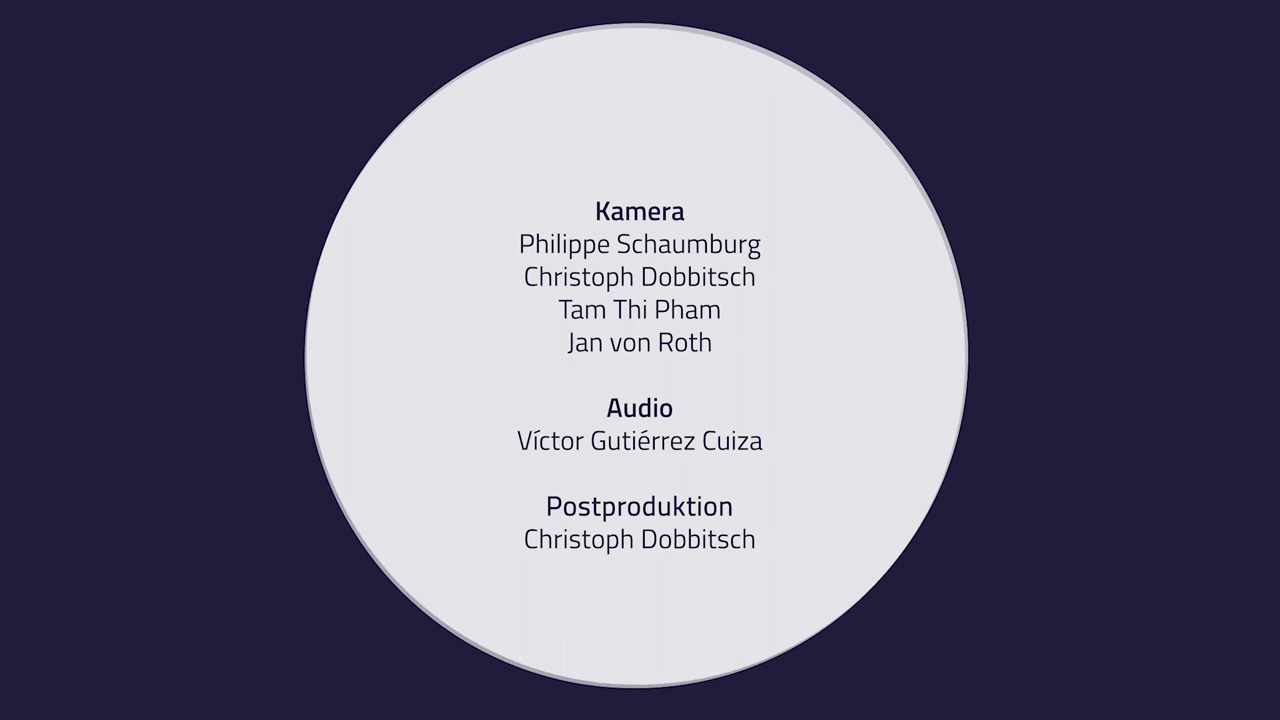 Kamera
Philippe Schaumburg
Christoph Dobbitsch
Tam Thi Pham
Jan von Roth
Audio
Víctor Gutiérrez Cuiza
Postproduktion
Christoph Dobbitsch